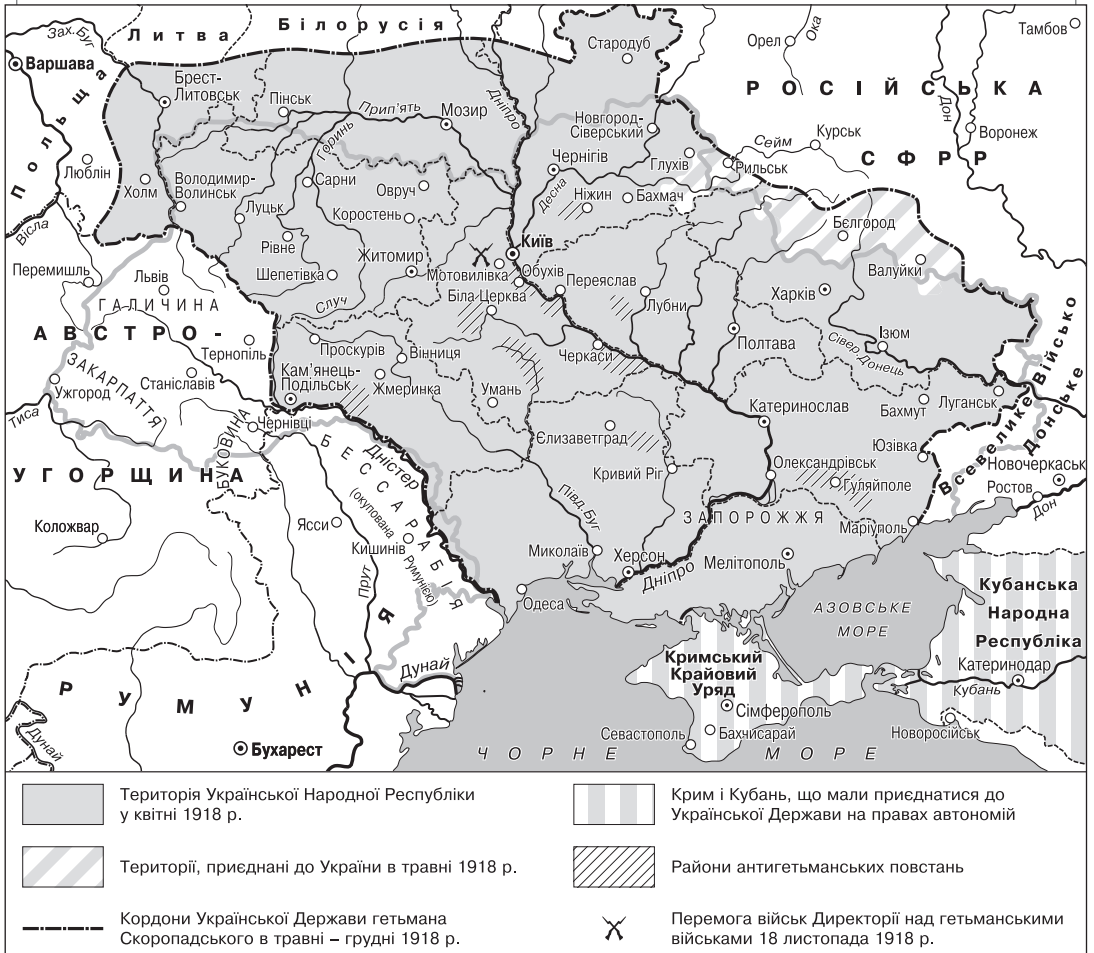 Литва
Білорусія
Зах.Буг
Варшава
Польща
Брест-
Литовськ
Пінськ
Прип'ять
Мозир
Дніпро
Стародуб
Орел
Ока
Тамбов
РОСІЙСЬКА
СФРР
Дон
Воронеж
Люблін
Холм
Володимир-
Волинськ
Горинь
Сарни
Овруч
Луцьк
Коростень
Рівне
Житомир
Шепетівка
Случ
Новгород-
Сіверський
Чернігів
Глухів
Сейм
Курськ
Рильськ
Десна
Ніжин
Бахмач
Київ
Мотовилівка
Обухів
Біла Церква
Переяслав
Лубни
Бєлгород
Валуйки
Харків
Вісла
Перемишль
Львів
ГАЛИЧИНА
АВСТРО-
Тернопіль
ЗАКАРПАТТЯ
Станіславів
Ужгород
Тиса
УГОРЩИНА
БУКОВИНА
Чернівці
Проскурів
Вінниця
Кам'янець-
Подільськ
Жмеринка
Умань
Черкаси
Полтава
Сівер.Донець
Ізюм
Бахмут
Луганськ
Всевелике Військо
Донське
Катеринослав
Юзівка
Єлизаветград
Кривий Ріг
Олександрівськ
Гуляйполе
Новочеркаськ
Ростов
Дон
ЗАПОРОЖЖЯ
Маріуполь
Коложвар
Ясси
БЕССАРАБІЯ
(окупована
Румунією)
Дністер
Кишинів
Прут
Півд.Буг
Миколаїв
Херсон
Дніпро
Мелітополь
Одеса
АЗОВСЬКЕ
МОРЕ
Кубанська
Народна
Республіка
Катеринодар
Кубань
Новоросійськ
Кримський
Крайовий
Уряд
Сімферополь
Севастополь
Бахчисарай
РУМУНІЯ
Дунай
Дунай
Бухарест
ЧОРНЕ МОРЕ
Територія Української Народної Республіки
у квітні 1918 р.
Території, приєднані до України в травні 1918 р.
Кордони Української Держави гетьмана
Скоропадського в травні – грудні 1918 р.
Крим і Кубань, що мали приєднатися до
Української Держави на правах автономій
Райони антигетьманських повстань
Перемога військ Директорії над гетьманськими
військами 18 листопада 1918 р.